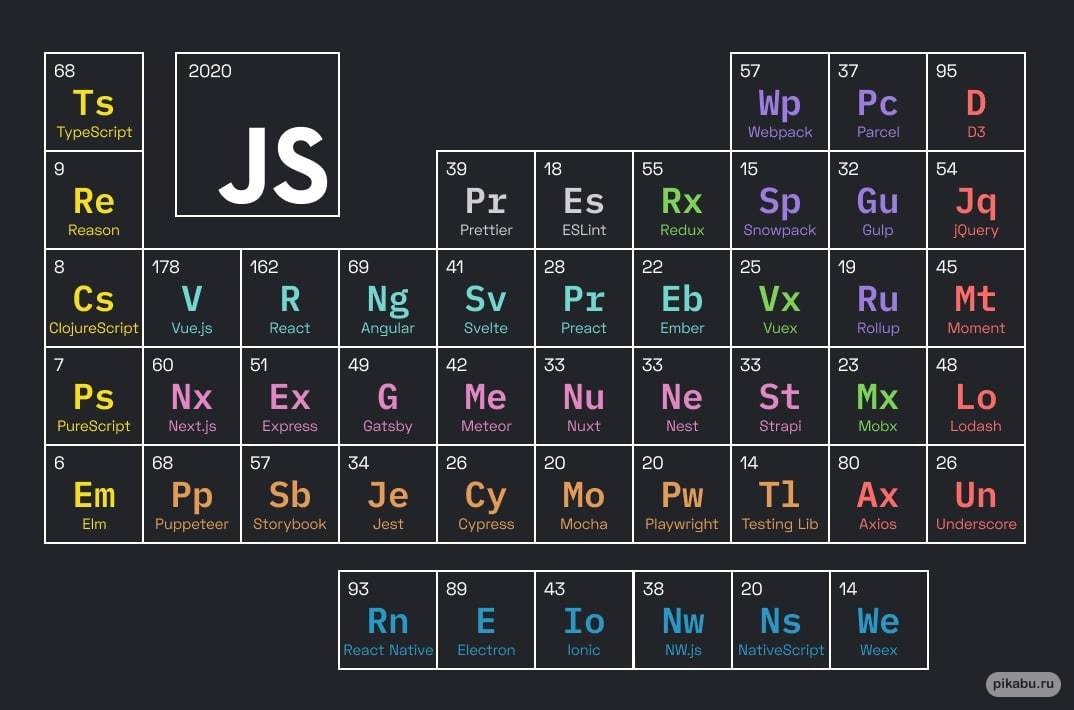 68
Ts
TypeScript
2020
JS
57
Wp
Webpack
37
Pc
Parcel
95
D
D3
9
Re
Reason
39
Pr
Prettier
18
Es
ESLint
55
Rx
Redux
15
Sp
Snowpack
32
Gu
Gulp
54
Jq
jQuery
8
Cs
ClojureScript
178
V
Vue.js
162
R
React
69
Ng
Angular
41
Sv
Svelte
28
Pr
Preact
22
Eb
Ember
25
Vx
Vuex
19
Ru
Rollup
45
Mt
Moment
7
Ps
PureScript
60
Nx
Next.js
51
Ex
Express
49
G
Gatsby
42
Me
Meteor
33
Nu
Nuxt
33
Ne
Nest
33
St
Strapi
23
Mx
Mobx
48
Lo
Lodash
6
Em
Elm
68
Pp
Puppeteer
57
Sb
Storybook
34
Je
Jest
26
Cy
Cypress
20
Mo
Mocha
20
Pw
Playwright
14
Tl
Testing Lib
80
Ax
Axios
26
Un
Underscore
93
Rn
React Native
89
E
Electron
43
Io
Ionic
38
Nw
NW.js
20
Ns
NativeScript
14
We
Weex
pikabu.ru